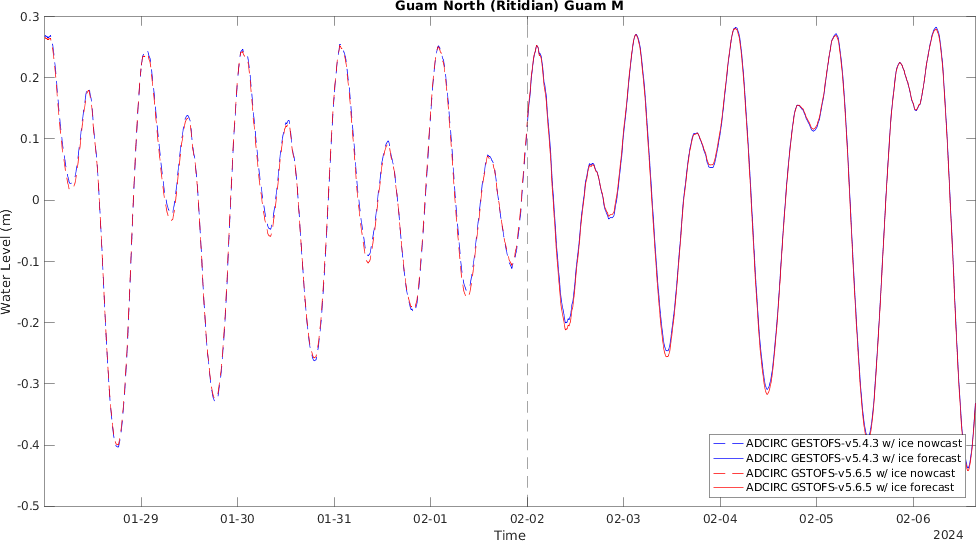 Guam North (Ritidian) Guam M
Water Level (m)
0.3
0.2
0.1
0
-0.1
-0.2
-0.3
-0.4
-0.5
ADCIRC GESTOFS-v5.4.3 w/ ice nowcast
ADCIRC GESTOFS-v5.4.3 w/ ice forecast
ADCIRC GSTOFS-v5.6.5 w/ ice nowcast
ADCIRC GSTOFS-v5.6.5 w/ ice forecast
01-29 01-30 01-31 02-01 02-02 02-03 02-04 02-05 02-06
Time
2024